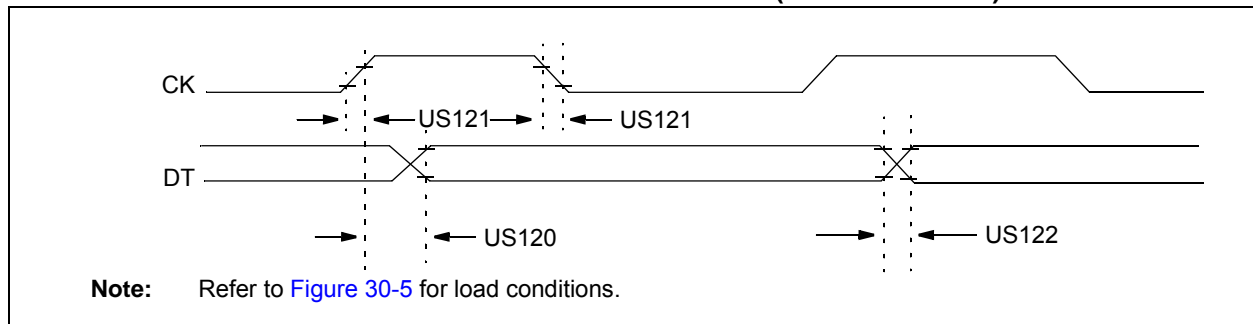 CK
US121 US121
DT
US120 US122
Note: Refer to Figure 30-5 for load conditions.